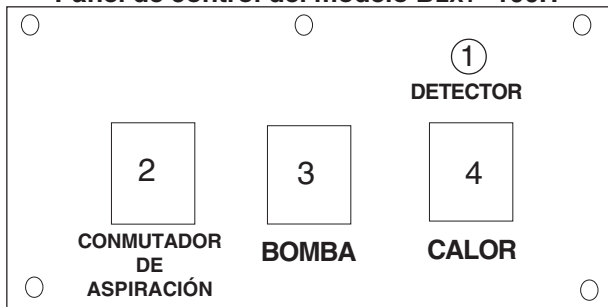 Panel de control del modelo
1
DETECTOR
2 3 4
CONMUTADOR
DE
ASPIRACIÓN
BOMBA
CALOR